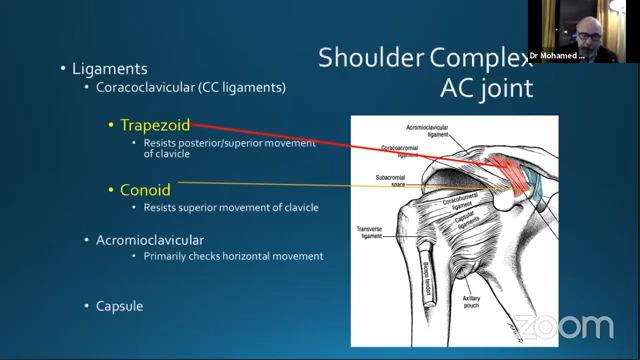 Shoulder Complex
AC joint
• Ligaments
• Coracoclavicular (CC ligaments)
• Trapezoid
• Resists posterior/superior movement
of clavicle
• Conoid
• Resists superior movement of clavicle
• Acromioclavicular
• Primarily checks horizontal movement
• Capsule
Acromioclavicular
ligament
Coracoacromial
ligament
Subacromial
space
Coracohumeral
ligament
Capsular
ligaments
Transverse
ligament
Biceps tendon
Axillary
pouch
Dr Mohamed ...
zoom